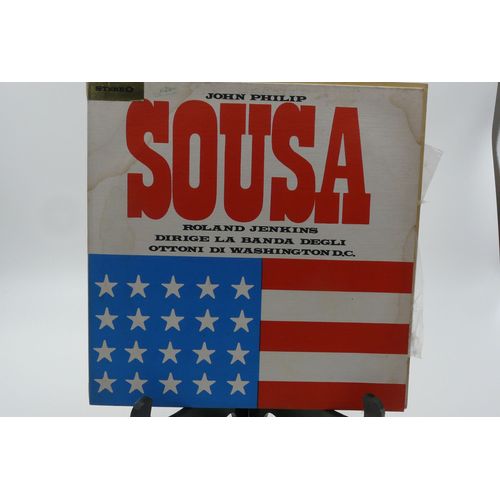 STEREO
JOHN PHILIP
SOUSA
ROLAND JENKINS
DIRIGE LA BANDA DEGLI
OTTONI DI WASHINGTON D.C.